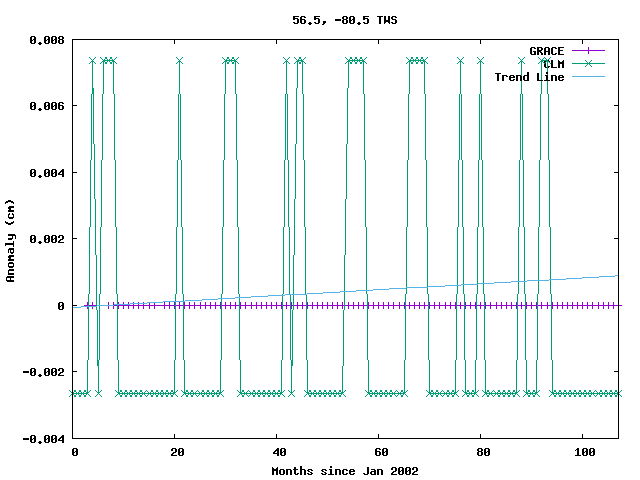 56.5, -80.5 TWS
0.008
0.006
0.004
0.002
0
-0.002
-0.004
Anomaly (cm)
GRACE
CLM
Trend Line
0 20 40 60 80 100
Months since Jan 2002